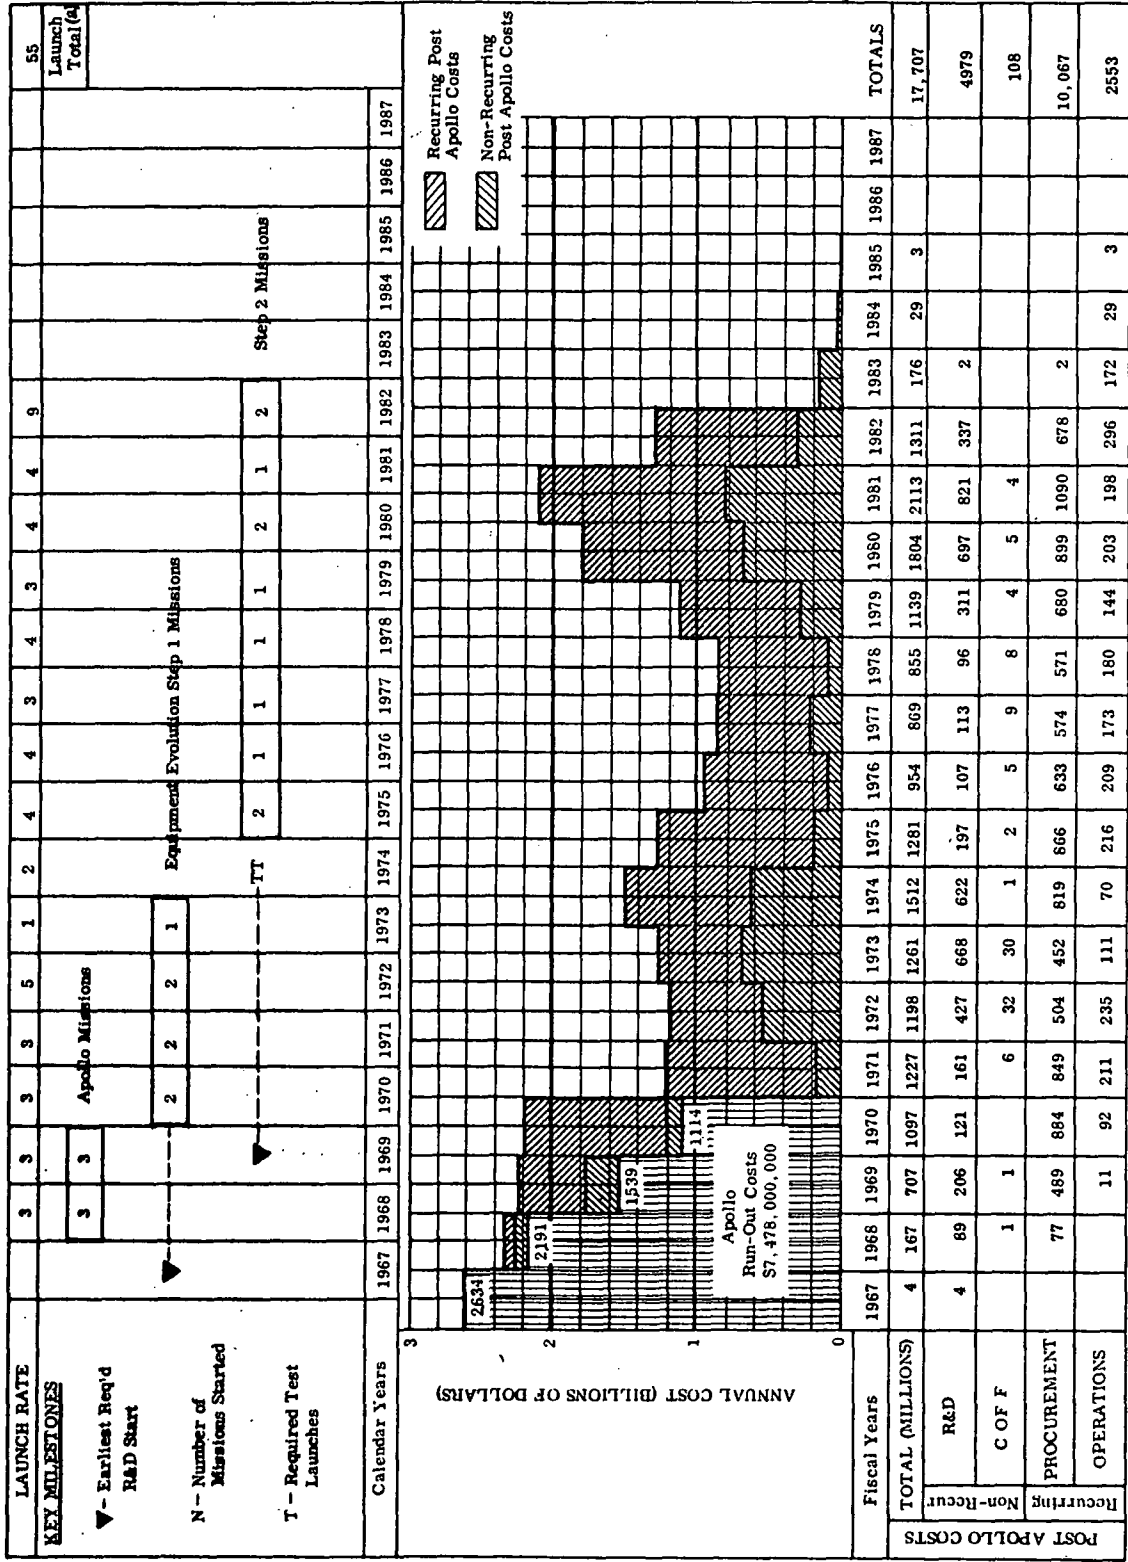 LAUNCH RATE 3 3 3 3 5 1 2 4 4 3 4 3 4 4 9 55
KEY MILESTONES
Launch
Total(a)
▼ - Earliest Req'd
R&D Start
N - Number of
Missions Started
T - Required Test
Launches
3 3 Apollo Missions
2 2 2 1 Equipment Evolution Step 1 Missions
TT 2 1 1 1 1 2 1 2 Step 2 Missions
Calendar Years 1967 1968 1969 1970 1971 1972 1973 1974 1975 1976 1977 1978 1979 1980 1981 1982 1983 1984 1985 1986 1987
ANNUAL COST (BILLIONS OF DOLLARS)
3
2
1
0
2634
2,191
1,539
1114
Apollo
Run-Out Costs
$7,478,000,000
Recurring Post
Apollo Costs
Non-Recurring
Post Apollo Costs
Fiscal Years 1967 1968 1969 1970 1971 1972 1973 1974 1975 1976 1977 1978 1979 1980 1981 1982 1983 1984 1985 1986 1987 TOTALS
POST APOLLO COSTS
TOTAL (MILLIONS) 4 167 707 1097 1227 1198 1261 1512 1281 954 869 855 1139 1804 2113 1311 176 29 3 17,707
Non-Recur
R&D 4 89 206 121 161 427 668 622 197 107 113 96 311 697 821 337 2 4979
C OF F 1 1 6 32 30 1 2 5 9 8 4 5 4 108
Recurring
PROCUREMENT 77 489 884 849 504 452 819 866 633 574 571 680 899 1090 678 2 10,067
OPERATIONS 11 92 211 235 111 70 216 209 173 180 144 203 198 296 172 29 3 2553